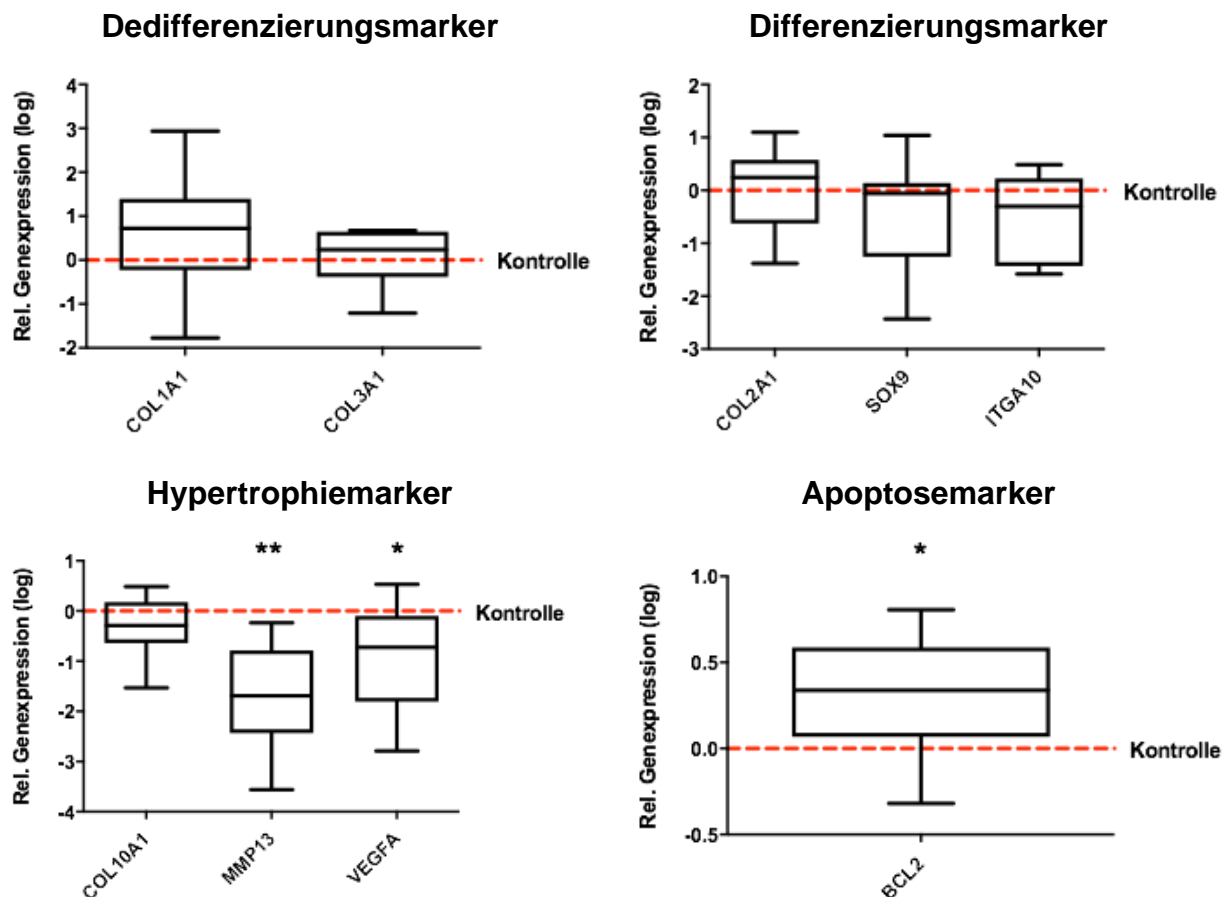 Dedifferenzierungsmarker
Rel. Genexpression (log)
4
3
2
1
0
-1
-2
Kontrolle
COL1A1
COL3A1
Differenzierungsmarker
Rel. Genexpression (log)
2
1
0
-1
-2
-3
Kontrolle
COL2A1
SOX9
ITGA10
Hypertrophiemarker
** *
Rel. Genexpression (log)
1
0
-1
-2
-3
-4
Kontrolle
COL10A1
MMP13
VEGFA
Apoptosemarker
*
Rel. Genexpression (log)
1.0
0.5
0.0
-0.5
Kontrolle
BCL2